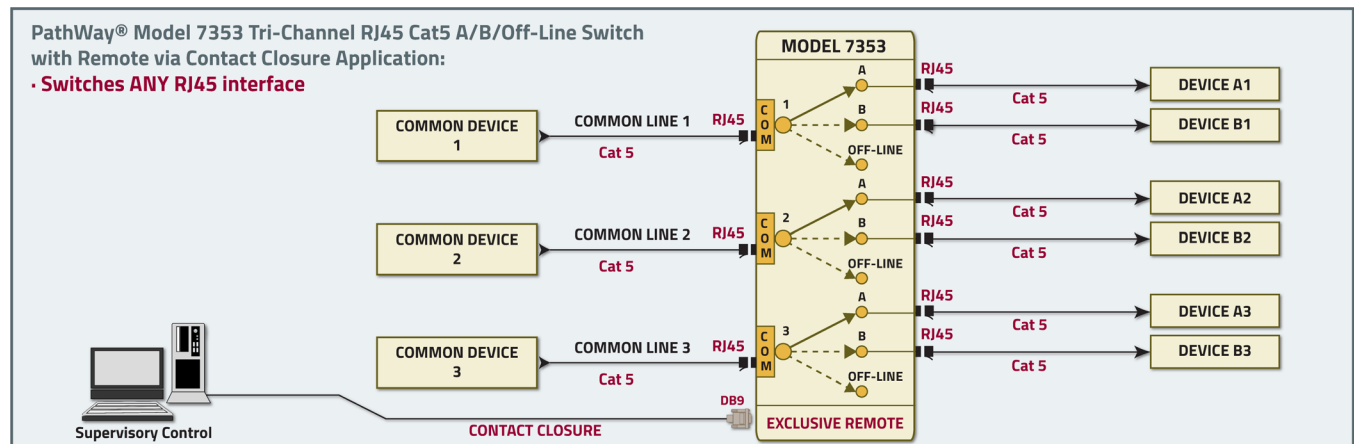 PathWay® Model 7353 Tri-Channel RJ45 Cat5 A/B/Off-Line Switch
with Remote via Contact Closure Application:
· Switches ANY RJ45 interface
MODEL 7353
COMMON DEVICE
1
COMMON LINE 1
Cat 5
RJ45
COM
1
A
B
OFF-LINE
RJ45
Cat 5
DEVICE A1
RJ45
Cat 5
DEVICE B1
COMMON DEVICE
2
COMMON LINE 2
Cat 5
RJ45
COM
2
A
B
OFF-LINE
RJ45
Cat 5
DEVICE A2
RJ45
Cat 5
DEVICE B2
COMMON DEVICE
3
COMMON LINE 3
Cat 5
RJ45
COM
3
A
B
OFF-LINE
RJ45
Cat 5
DEVICE A3
RJ45
Cat 5
DEVICE B3
Supervisory Control
CONTACT CLOSURE
DB9
EXCLUSIVE REMOTE